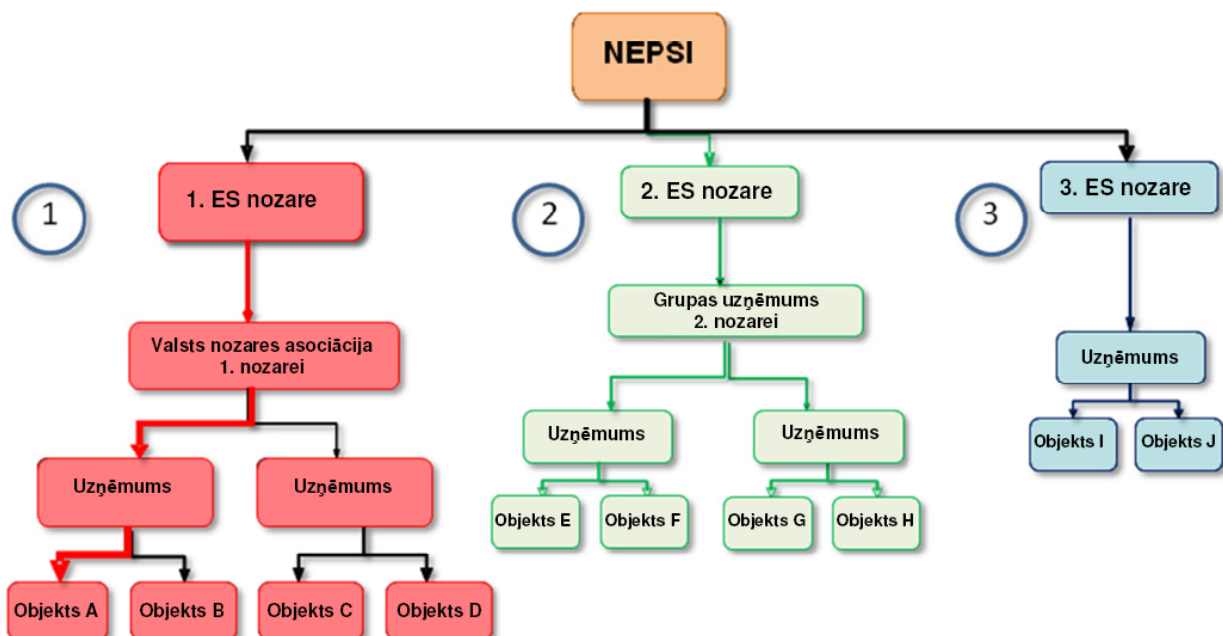 NEPSI
1
1. ES nozare
2
2. ES nozare
3
3. ES nozare
Valsts nozares asociācija
1. nozarei
Grupas uzņēmums
2. nozarei
Uzņēmums
Uzņēmums
Uzņēmums
Uzņēmums
Uzņēmums
Objekts I
Objekts J
Objekts E
Objekts F
Objekts G
Objekts H
Objekts A
Objekts B
Objekts C
Objekts D